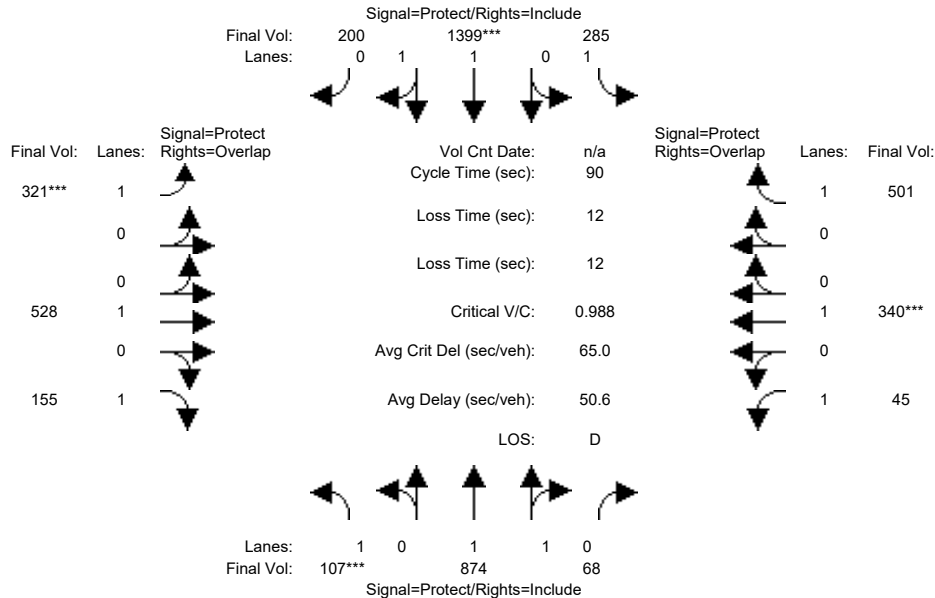 Signal=Protect/Rights=Include
Final Vol: 200 1399*** 285
Lanes: 0 1 1 0 1
Signal=Protect
Final Vol: Lanes: Rights=Overlap
Vol Cnt Date: n/a
Signal=Protect
Rights=Overlap Lanes: Final Vol:
Cycle Time (sec): 90
321*** 1
1 501
Loss Time (sec): 12
0
0
Loss Time (sec): 12
0
0
528 1
Critical V/C: 0.988
1 340***
0
Avg Crit Del (sec/veh): 65.0
0
155 1
Avg Delay (sec/veh): 50.6
1 45
LOS: D
Lanes: 1 0 1 1 0
Final Vol: 107*** 874 68
Signal=Protect/Rights=Include